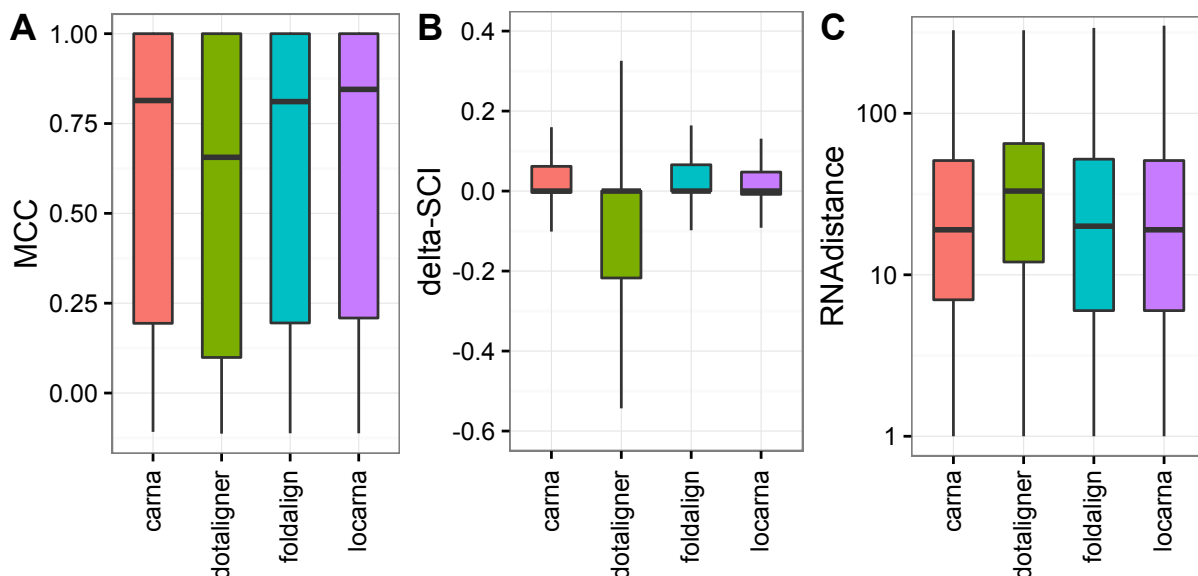 A
MCC
1.00
0.75
0.50
0.25
0.00
carna
dotaligner
foldalign
locarna
B
delta-SCI
0.4
0.2
0.0
-0.2
-0.4
-0.6
carna
dotaligner
foldalign
locarna
C
RNAdistance
100
10
1
carna
dotaligner
foldalign
locarna